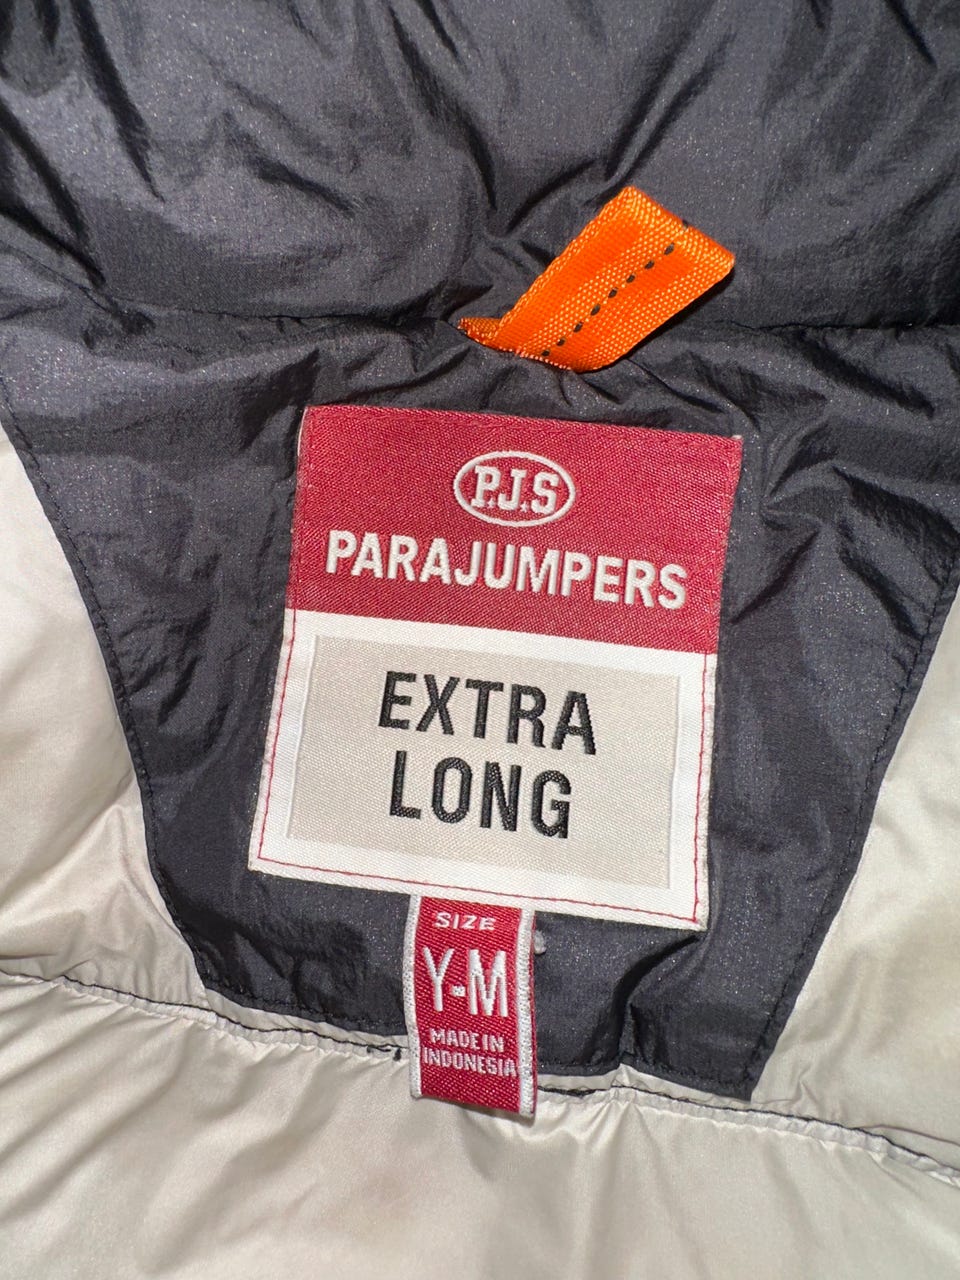 P.J.S
PARAJUMPERS
EXTRA
LONG
SIZE
Y-M
MADE IN
INDONESIA